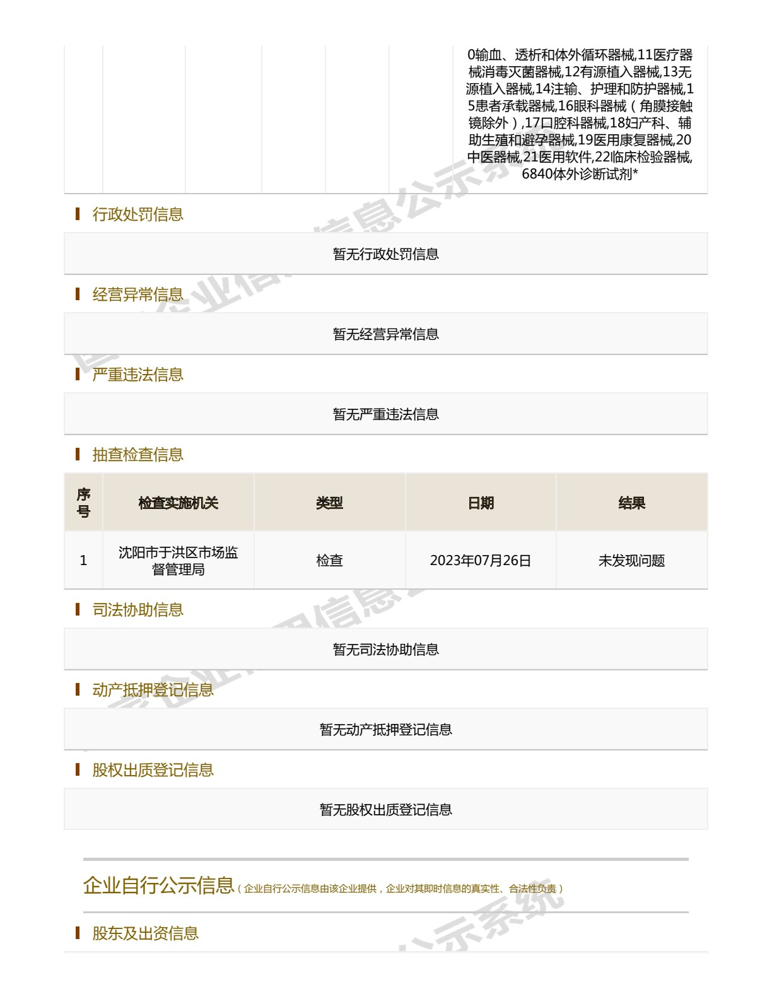 0输血、透析和体外循环器械,11医疗器
械消毒灭菌器械,12有源植入器械,13无
源植入器械,14注输、护理和防护器械,1
5患者承载器械,16眼科器械（角膜接触
镜除外）,17口腔科器械,18妇产科、辅
助生殖和避孕器械,19医用康复器械,20
中医器械,21医用软件,22临床检验器械,
6840体外诊断试剂*
行政处罚信息
暂无行政处罚信息
经营异常信息
暂无经营异常信息
严重违法信息
暂无严重违法信息
抽查检查信息
序号 检查实施机关 类型 日期 结果
1 沈阳市于洪区市场监督管理局 检查 2023年07月26日 未发现问题
司法协助信息
暂无司法协助信息
动产抵押登记信息
暂无动产抵押登记信息
股权出质登记信息
暂无股权出质登记信息
企业自行公示信息（企业自行公示信息由该企业提供，企业对其即时信息的真实性、合法性负责）
股东及出资信息